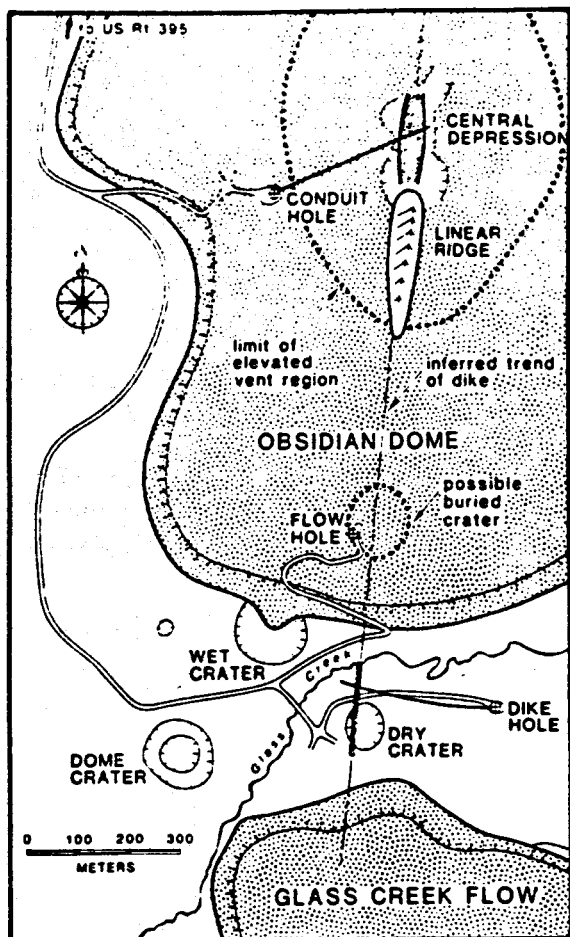 to US Rt 395
CENTRAL
DEPRESSION
CONDUIT
HOLE
LINEAR
RIDGE
limit of
elevated
vent region
inferred trend
of dike
OBSIDIAN DOME
possible
buried
crater
FLOW
HOLE
WET
CRATER
Glass Creek
DIKE
HOLE
DRY
CRATER
DOME
CRATER
0 100 300
METERS
GLASS CREEK FLOW